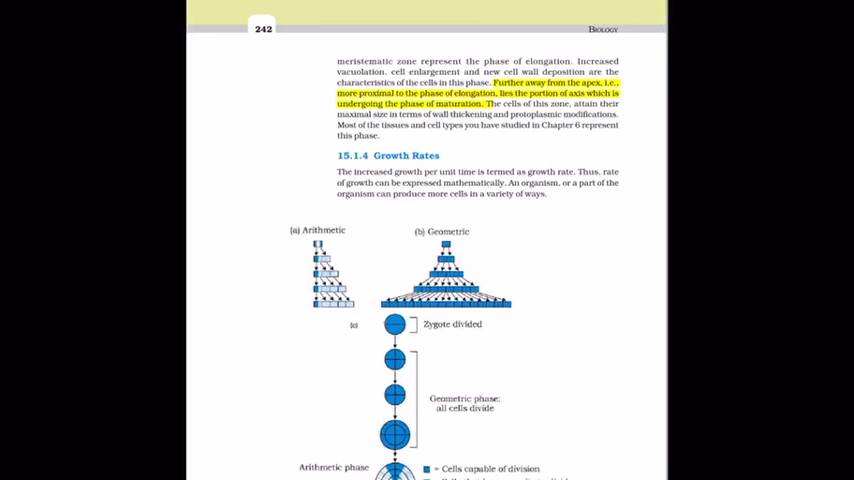 242
BIOLOGY
meristematic zone represent the phase of elongation. Increased
vacuolation, cell enlargement and new cell wall deposition are the
characteristics of the cells in this phase. Further away from the apex, i.e.,
more proximal to the phase of elongation, lies the portion of axis which is
undergoing the phase of maturation. The cells of this zone, attain their
maximal size in terms of wall thickening and protoplasmic modifications.
Most of the tissues and cell types you have studied in Chapter 6 represent
this phase.
15.1.4 Growth Rates
The increased growth per unit time is termed as growth rate. Thus, rate
of growth can be expressed mathematically. An organism, or a part of the
organism can produce more cells in a variety of ways.
(a) Arithmetic
(b) Geometric
(c)
Zygote divided
Geometric phase;
all cells divide
Arithmetic phase
= Cells capable of division